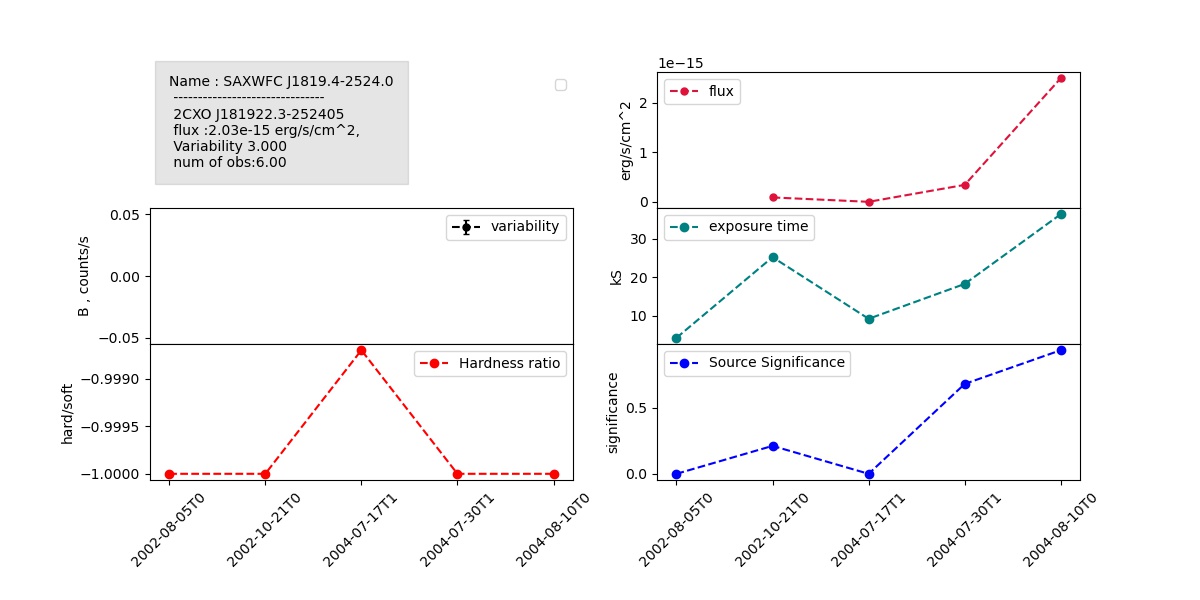 Name : SAXWFC J1819.4-2524.0
-------------------------------
2CXO J181922.3-252405
flux :2.03e-15 erg/s/cm^2,
Variability 3.000
num of obs:6.00
0.05
0.00
−0.05
B , counts/s
variability
-0.9990
-0.9995
-1.0000
hard/soft
Hardness ratio
2002-08-05T0
2002-10-21T0
2004-07-17T1
2004-07-30T1
2004-08-10T0
1e−15
2
1
0
erg/s/cm^2
flux
30
20
10
kS
exposure time
0.5
0.0
significance
Source Significance
2002-08-05T0
2002-10-21T0
2004-07-17T1
2004-07-30T1
2004-08-10T0